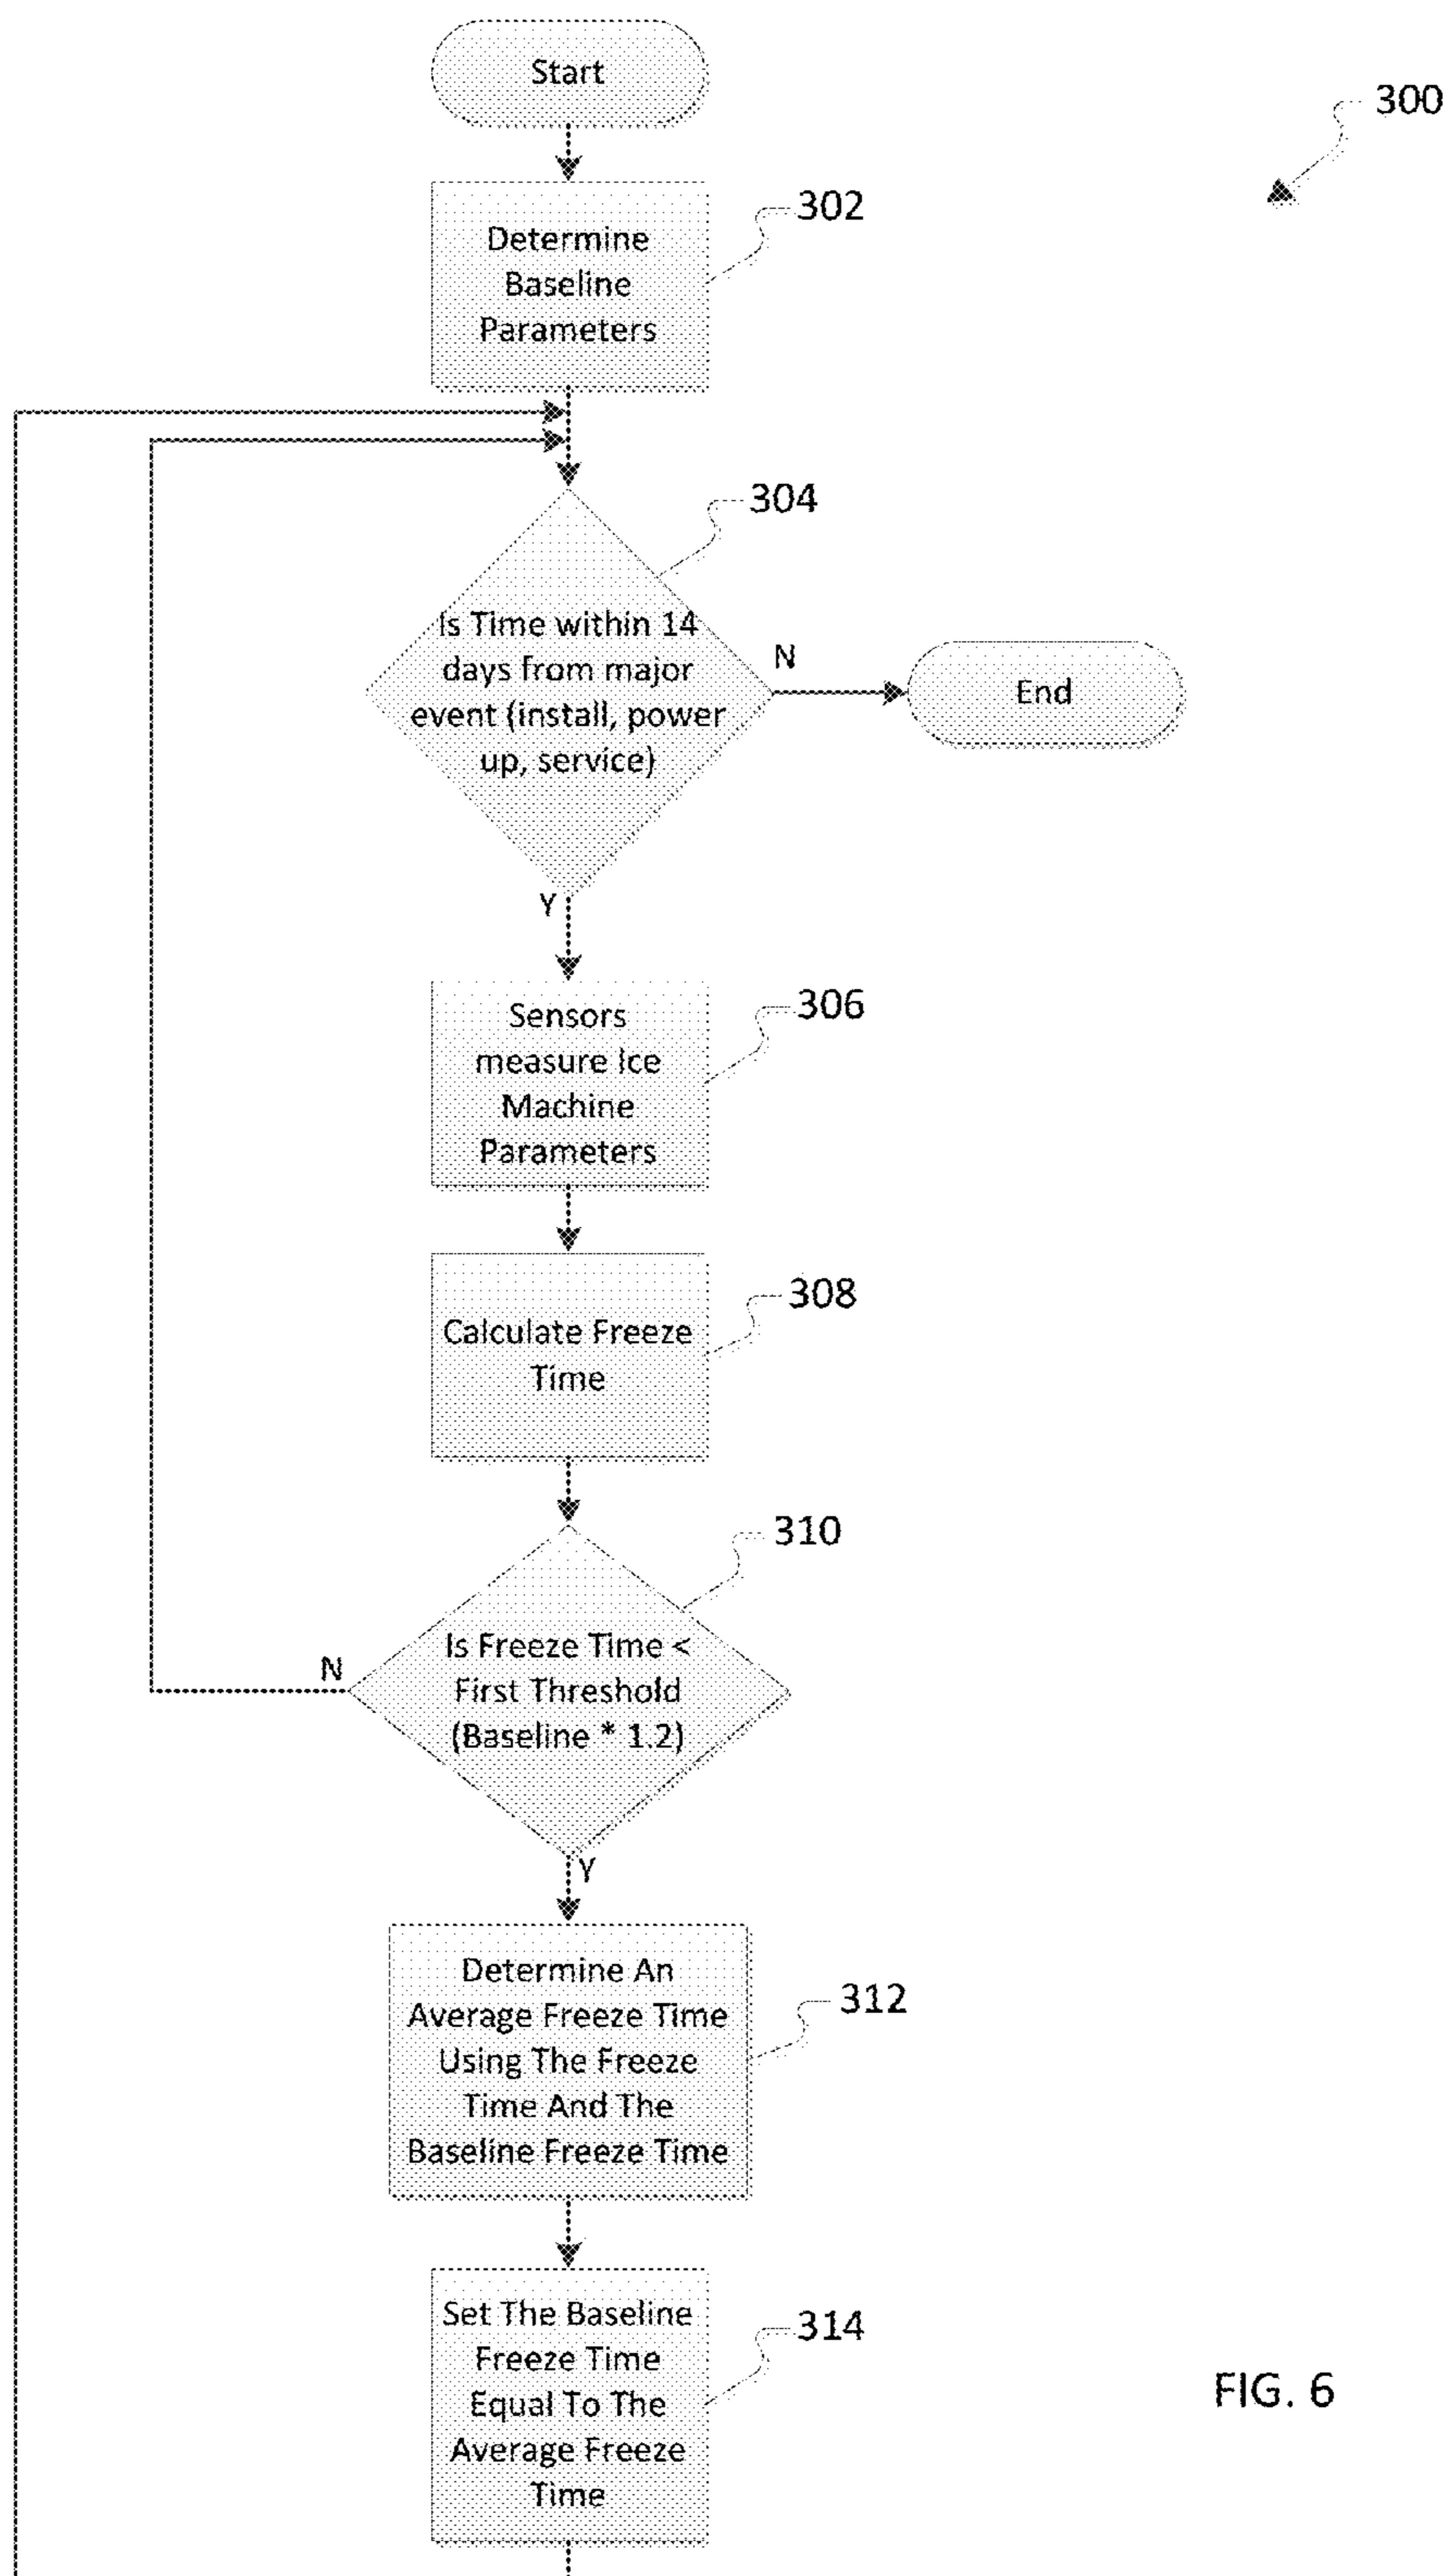 Start
300
302
Determine
Baseline
Parameters
304
Is Time within 14
days from major
event (install, power
up, service)
N
End
Y
306
Sensors
measure Ice
Machine
Parameters
308
Calculate Freeze
Time
310
Is Freeze Time <
First Threshold
(Baseline * 1.2)
N
Y
312
Determine An
Average Freeze Time
Using The Freeze
Time And The
Baseline Freeze Time
314
Set The Baseline
Freeze Time
Equal To The
Average Freeze
Time
FIG. 6